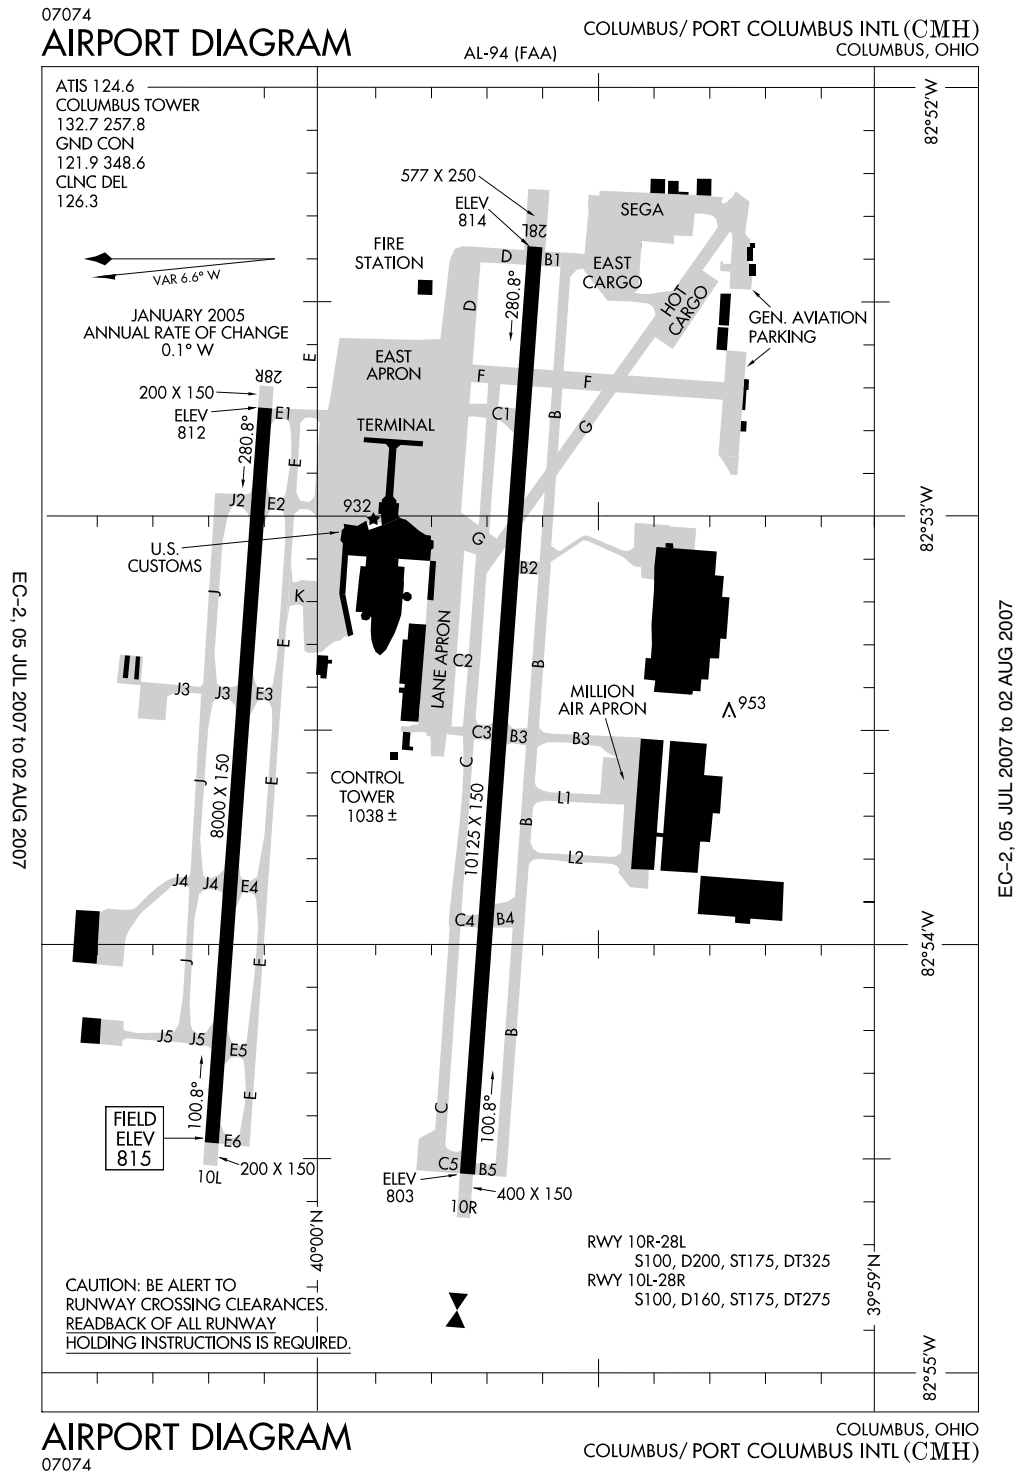 07074
AIRPORT DIAGRAM
AL-94 (FAA)
COLUMBUS/ PORT COLUMBUS INTL (CMH)
COLUMBUS, OHIO
ATIS 124.6
COLUMBUS TOWER
132.7 257.8
GND CON
121.9 348.6
CLNC DEL
126.3
82°52'W
577 X 250
ELEV
814
28L
SEGA
FIRE
STATION
D
B1
EAST
CARGO
VAR 6.6° W
280.8°
D
HOT
CARGO
JANUARY 2005
ANNUAL RATE OF CHANGE
0.1° W
GEN. AVIATION
PARKING
E
EAST
APRON
28R
F
F
200 X 150
ELEV
812
E1
C1
B
G
280.8°
TERMINAL
E
J2
E2
932
82°53'W
U.S.
CUSTOMS
G
B2
J
K
E
LANE APRON
C2
B
J3
J3
E3
MILLION
AIR APRON
953
C3
B3
B3
8000 X 150
J
E
C
CONTROL
TOWER
1038 ±
10125 X 150
L1
B
L2
J4
J4
E4
C4
B4
82°54'W
J
E
J5
J5
E5
B
100.8°
E
C
100.8°
FIELD
ELEV
815
E6
200 X 150
10L
C5
B5
ELEV
803
400 X 150
10R
40°00'N
39°59'N
RWY 10R-28L
S100, D200, ST175, DT325
RWY 10L-28R
S100, D160, ST175, DT275
CAUTION: BE ALERT TO
RUNWAY CROSSING CLEARANCES.
READBACK OF ALL RUNWAY
HOLDING INSTRUCTIONS IS REQUIRED.
82°55'W
EC-2, 05 JUL 2007 to 02 AUG 2007
EC-2, 05 JUL 2007 to 02 AUG 2007
AIRPORT DIAGRAM
07074
COLUMBUS, OHIO
COLUMBUS/ PORT COLUMBUS INTL (CMH)